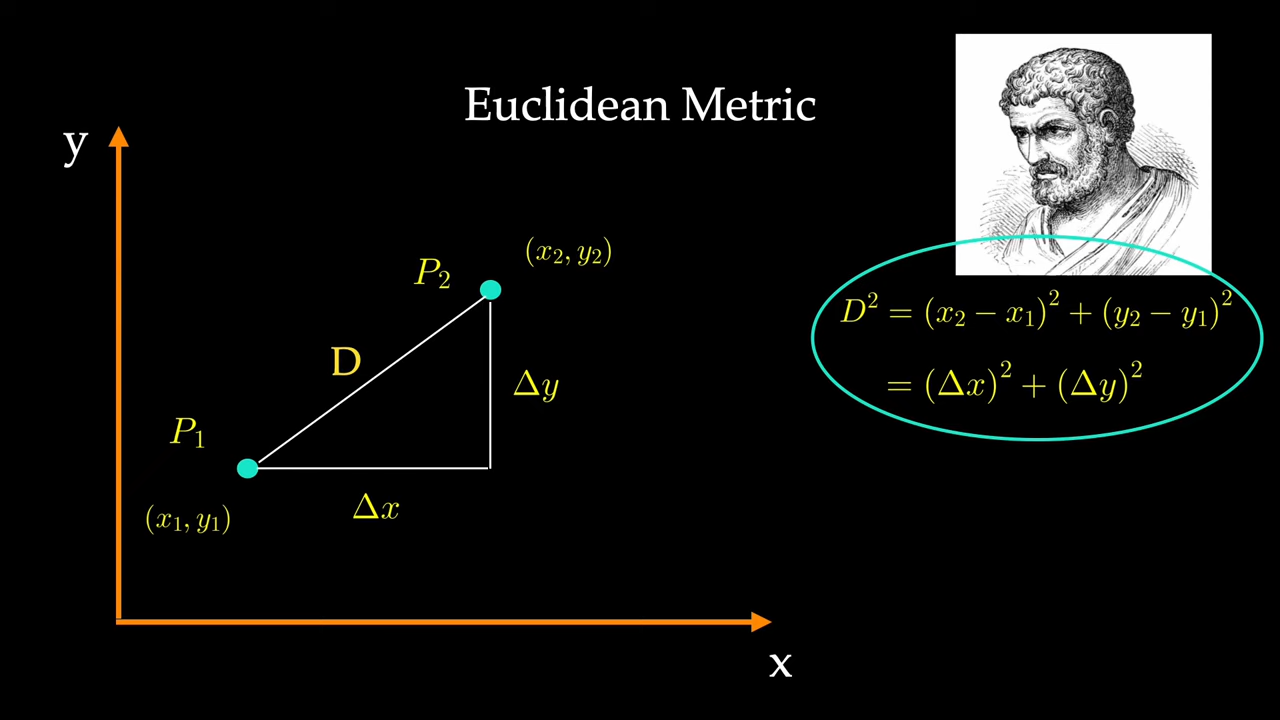 Euclidean Metric
y
(x₂, y₂)
P₂
D² = (x₂ − x₁)² + (y₂ − y₁)²
D
= (Δx)² + (Δy)²
Δy
P₁
Δx
(x₁, y₁)
x